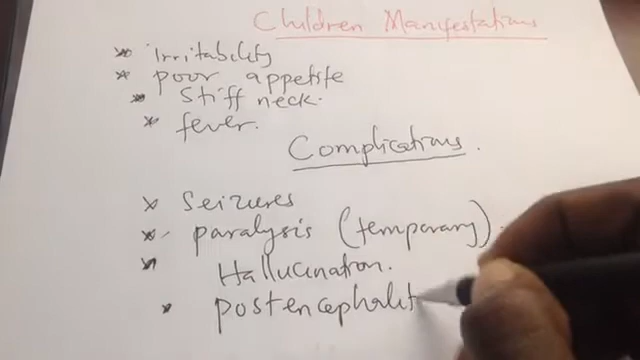 Children Manifestations
* irritability
* poor appetite
* Stiff neck.
* fever.
Complications.
* Seizures
* paralysis (temporary).
* Hallucination.
* postencephalit